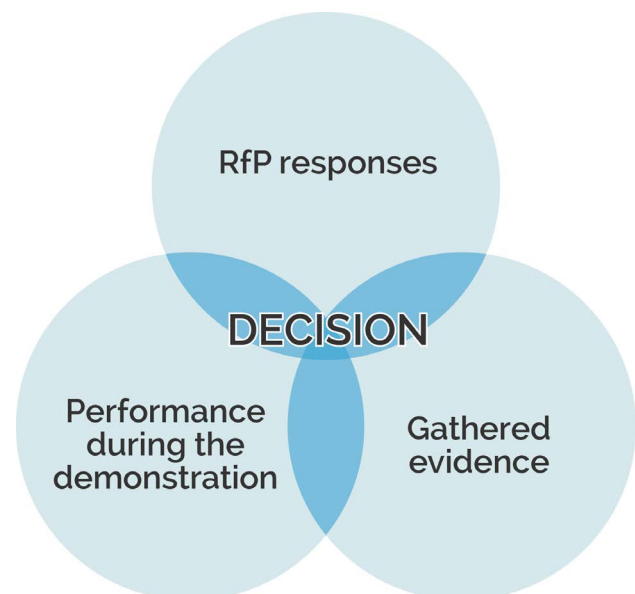 RfP responses
DECISION
Performance
during the
demonstration
Gathered
evidence